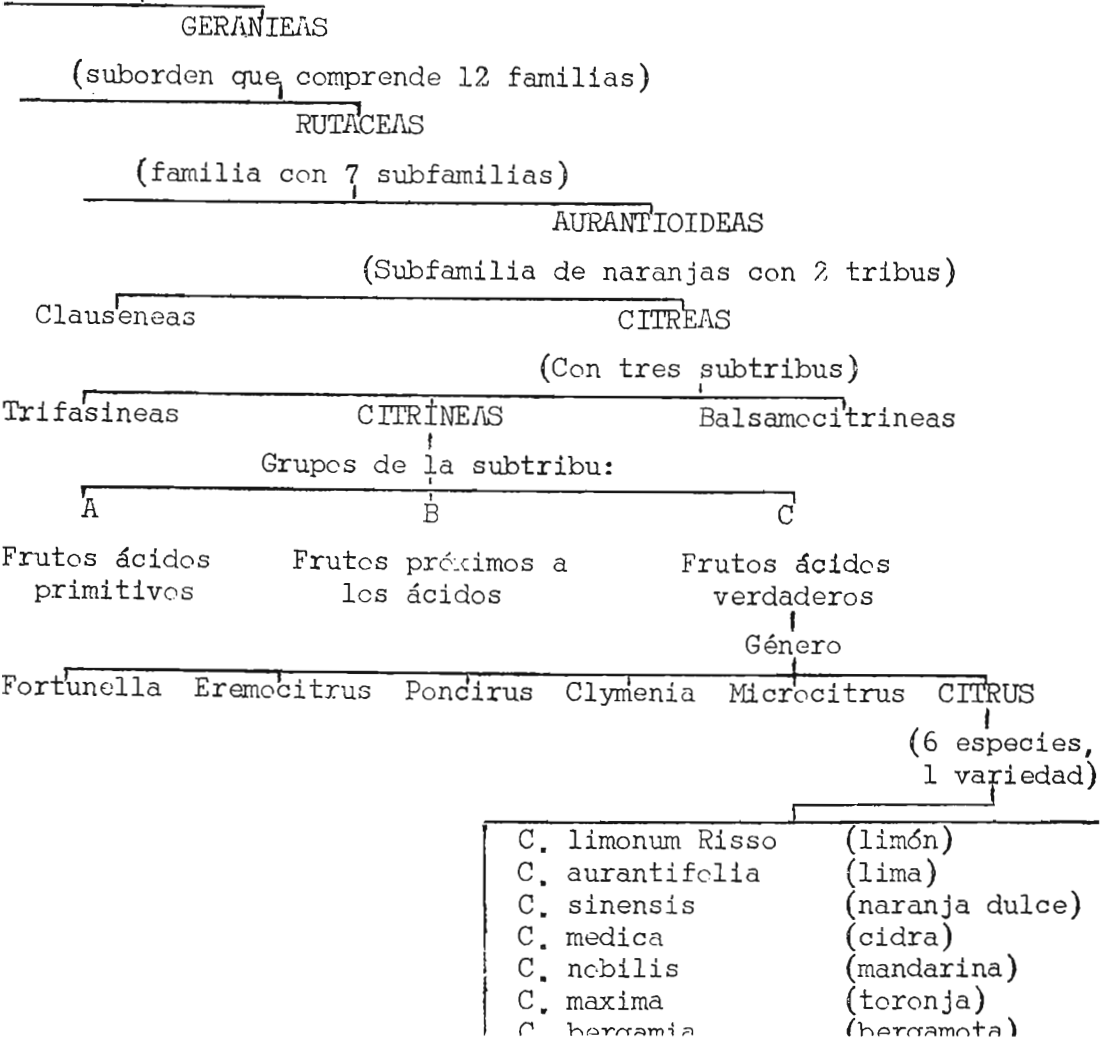 GERANIEAS
(suborden que comprende 12 familias)
RUTACEAS
(familia con 7 subfamilias)
AURANTIOIDEAS
(Subfamilia de naranjas con 2 tribus)
Clauseneas CITREAS
(Con tres subtribus)
Trifasineas CITRÍNEAS Balsamocitrineas
Grupos de la subtribu:
A B C
Frutos ácidos Frutos próximos a Frutos ácidos
primitivos los ácidos verdaderos
Género
Fortunella Eremocitrus Poncirus Clymenia Microcitrus CITRUS
(6 especies,
1 variedad)
C. limonum Risso (limón)
C. aurantifolia (lima)
C. sinensis (naranja dulce)
C. medica (cidra)
C. nobilis (mandarina)
C. maxima (toronja)
C. bergamia (bergamota)